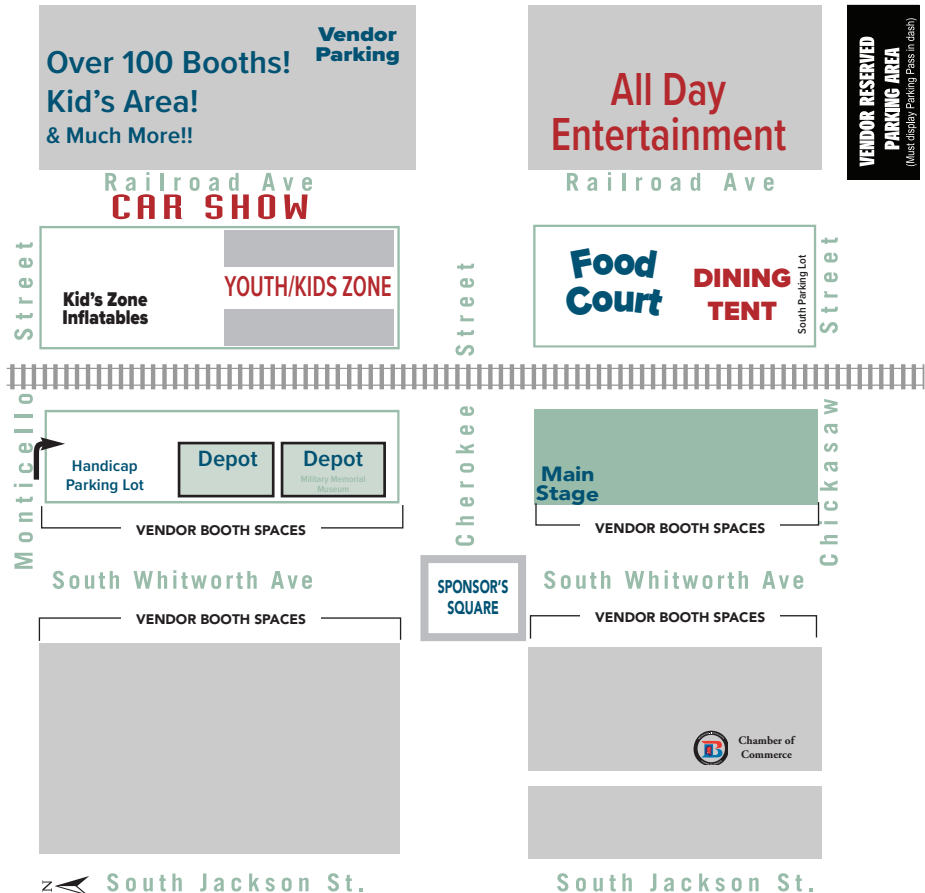 Vendor
Parking
Over 100 Booths!
Kid's Area!
& Much More!!
All Day
Entertainment
VENDOR RESERVED
PARKING AREA
(Must display Parking Pass in dash)
Railroad Ave
Railroad Ave
CAR SHOW
Monticello Street
Kid's Zone
Inflatables
YOUTH/KIDS ZONE
Cherokee Street
Food
Court
DINING
TENT
South Parking Lot
Chickasaw Street
Handicap
Parking Lot
Depot
Depot
Military Memorial
Museum
Main
Stage
VENDOR BOOTH SPACES
VENDOR BOOTH SPACES
South Whitworth Ave
South Whitworth Ave
SPONSOR'S
SQUARE
VENDOR BOOTH SPACES
VENDOR BOOTH SPACES
B
Chamber of
Commerce
N
South Jackson St.
South Jackson St.